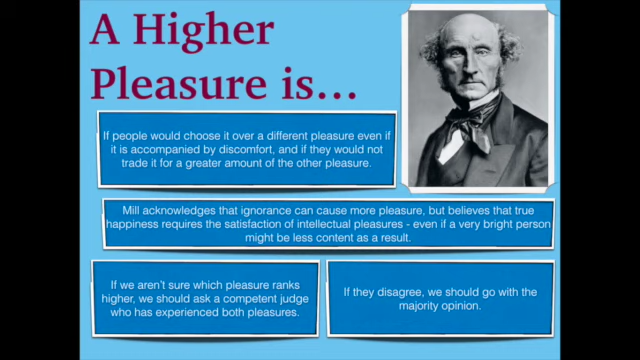 A Higher
Pleasure is…
If people would choose it over a different pleasure even if
it is accompanied by discomfort, and if they would not
trade it for a greater amount of the other pleasure.
Mill acknowledges that ignorance can cause more pleasure, but believes that true
happiness requires the satisfaction of intellectual pleasures - even if a very bright person
might be less content as a result.
If we aren't sure which pleasure ranks
higher, we should ask a competent judge
who has experienced both pleasures.
If they disagree, we should go with the
majority opinion.